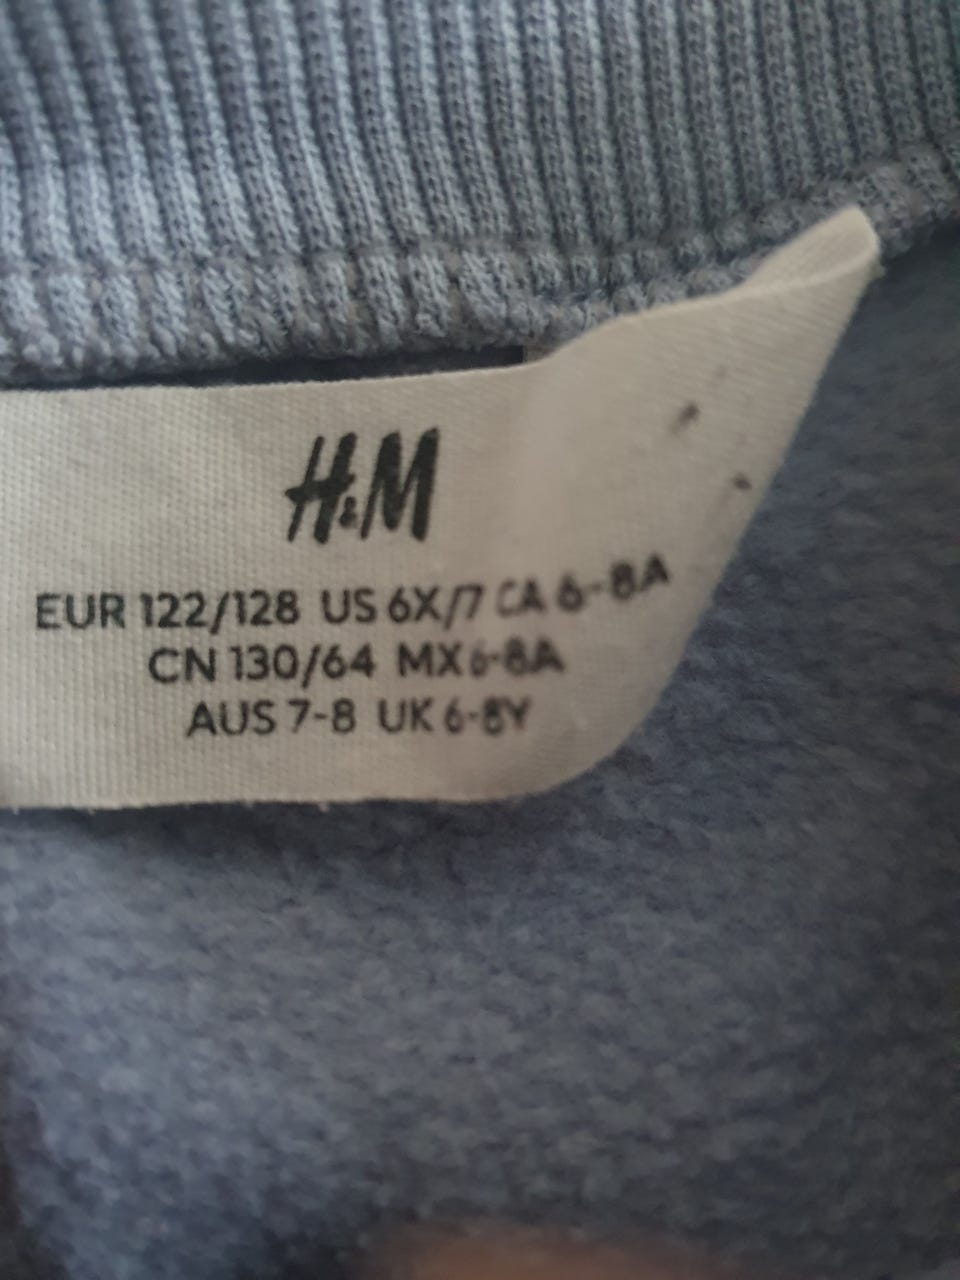 H&M
EUR 122/128 US 6X/7 CA 6-8A
CN 130/64 MX 6-8A
AUS 7-8 UK 6-8Y